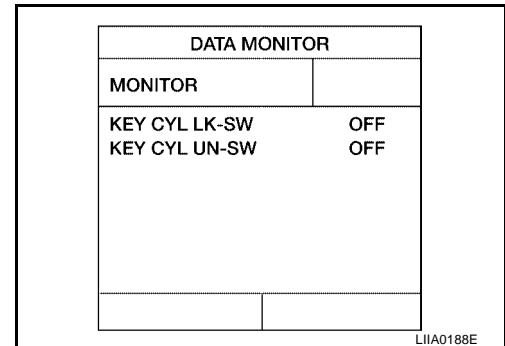 DATA MONITOR
MONITOR
KEY CYL LK-SW OFF
KEY CYL UN-SW OFF
LIIA0188E